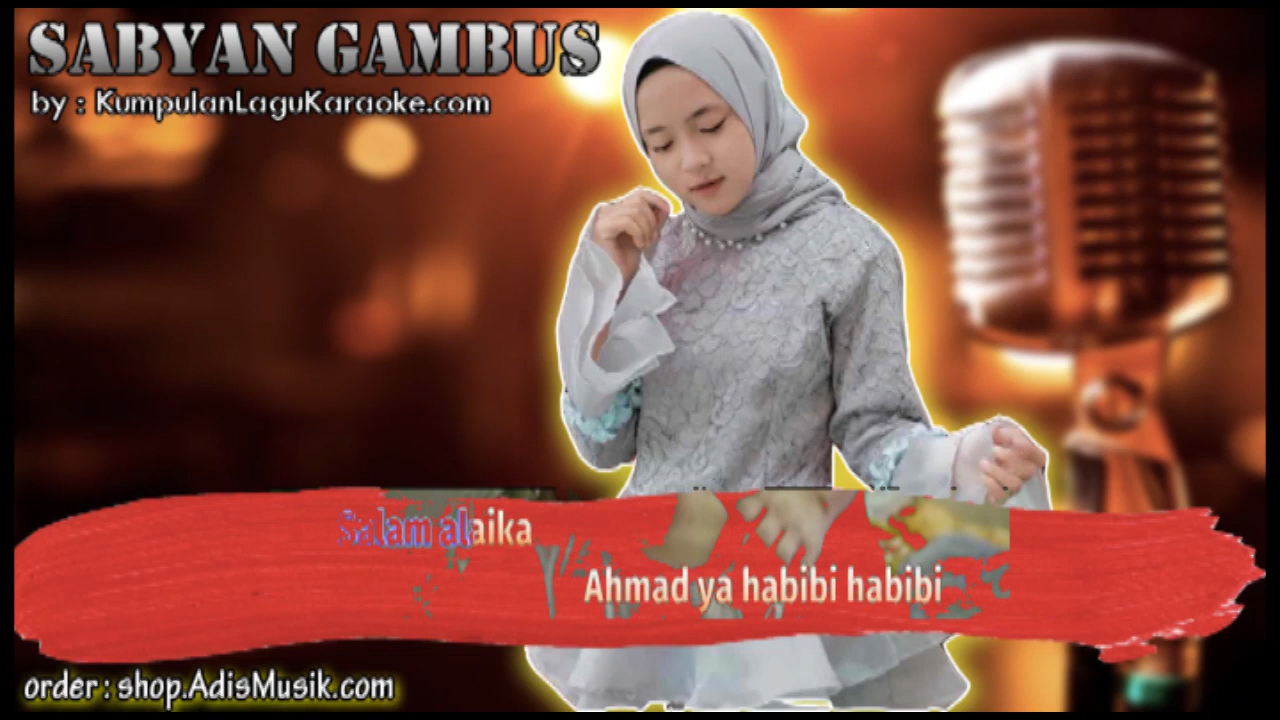 SABYAN GAMBUS
by : KumpulanLaguKaraoke.com
Salam alaika
Ahmad ya habibi habibi
order : shop.AdisMusik.com